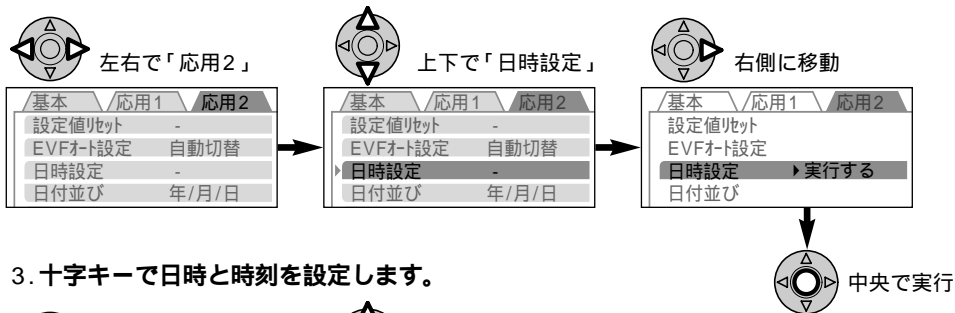 左右で「応用2」
基本 応用1 応用2
設定値リセット -
EVFオート設定 自動切替
日時設定 -
日付並び 年/月/日
上下で「日時設定」
基本 応用1 応用2
設定値リセット -
EVFオート設定 自動切替
日時設定 -
日付並び 年/月/日
右側に移動
基本 応用1 応用2
設定値リセット
EVFオート設定
日時設定 実行する
日付並び
中央で実行
3.十字キーで日時と時刻を設定します。